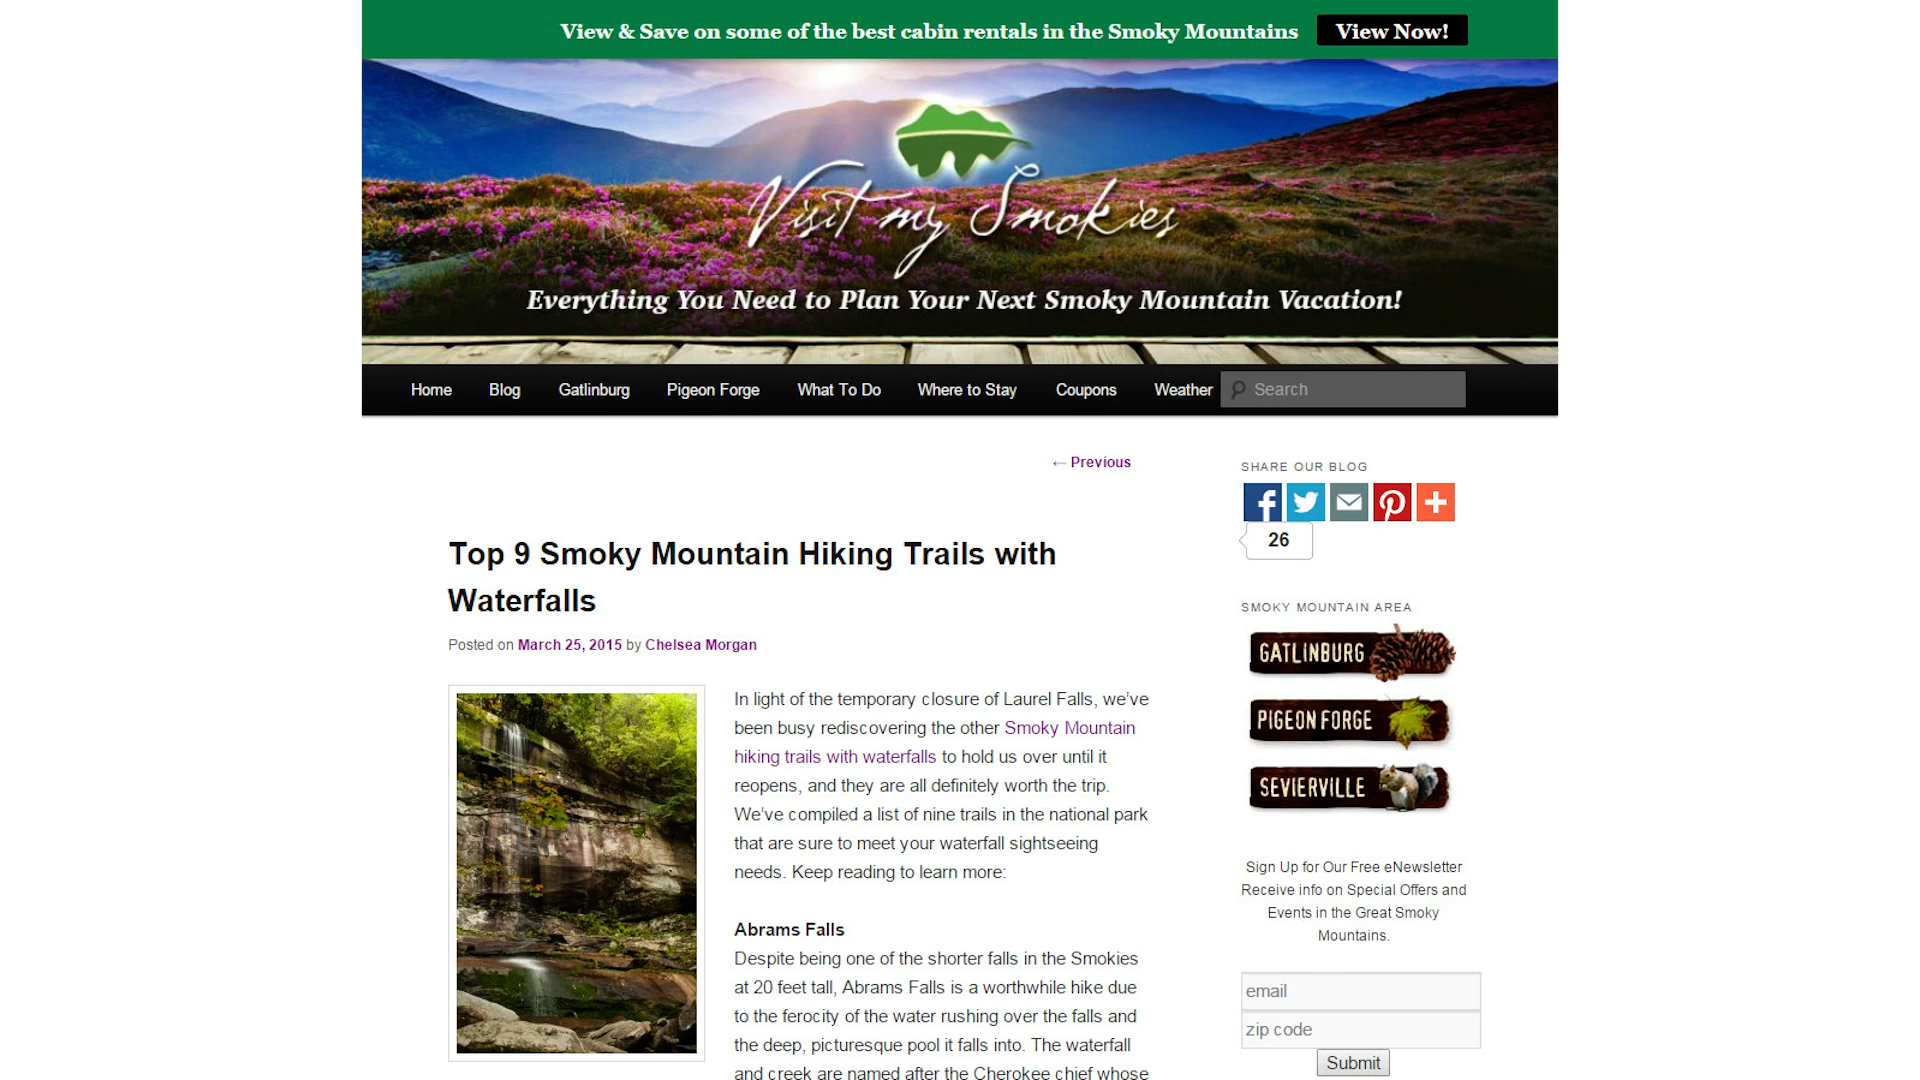 View & Save on some of the best cabin rentals in the Smoky Mountains View Now!
Visit my Smokies
Everything You Need to Plan Your Next Smoky Mountain Vacation!
Home Blog Gatlinburg Pigeon Forge What To Do Where to Stay Coupons Weather Search
← Previous
Top 9 Smoky Mountain Hiking Trails with
Waterfalls
Posted on March 25, 2015 by Chelsea Morgan
In light of the temporary closure of Laurel Falls, we’ve
been busy rediscovering the other Smoky Mountain
hiking trails with waterfalls to hold us over until it
reopens, and they are all definitely worth the trip.
We’ve compiled a list of nine trails in the national park
that are sure to meet your waterfall sightseeing
needs. Keep reading to learn more:
Abrams Falls
Despite being one of the shorter falls in the Smokies
at 20 feet tall, Abrams Falls is a worthwhile hike due
to the ferocity of the water rushing over the falls and
the deep, picturesque pool it falls into. The waterfall
and creek are named after the Cherokee chief whose
SHARE OUR BLOG
26
SMOKY MOUNTAIN AREA
GATLINBURG
PIGEON FORGE
SEVIERVILLE
Sign Up for Our Free eNewsletter
Receive info on Special Offers and
Events in the Great Smoky
Mountains.
email
zip code
Submit